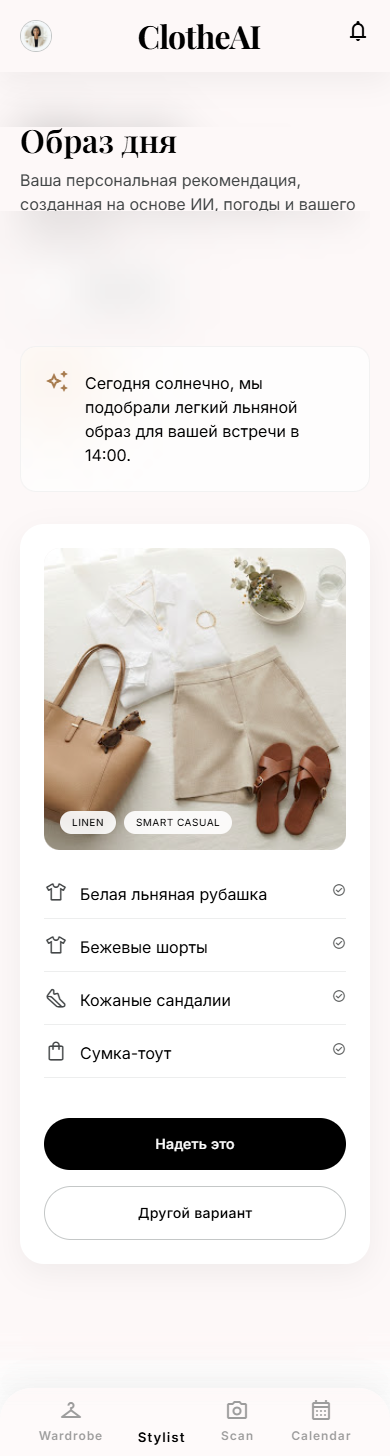 ClotheAI
Образ дня
Ваша персональная рекомендация,
созданная на основе ИИ, погоды и вашего
Сегодня солнечно, мы
подобрали легкий льняной
образ для вашей встречи в
14:00.
LINEN SMART CASUAL
Белая льняная рубашка
Бежевые шорты
Кожаные сандалии
Сумка-тоут
Надеть это
Другой вариант
Wardrobe Stylist Scan Calendar